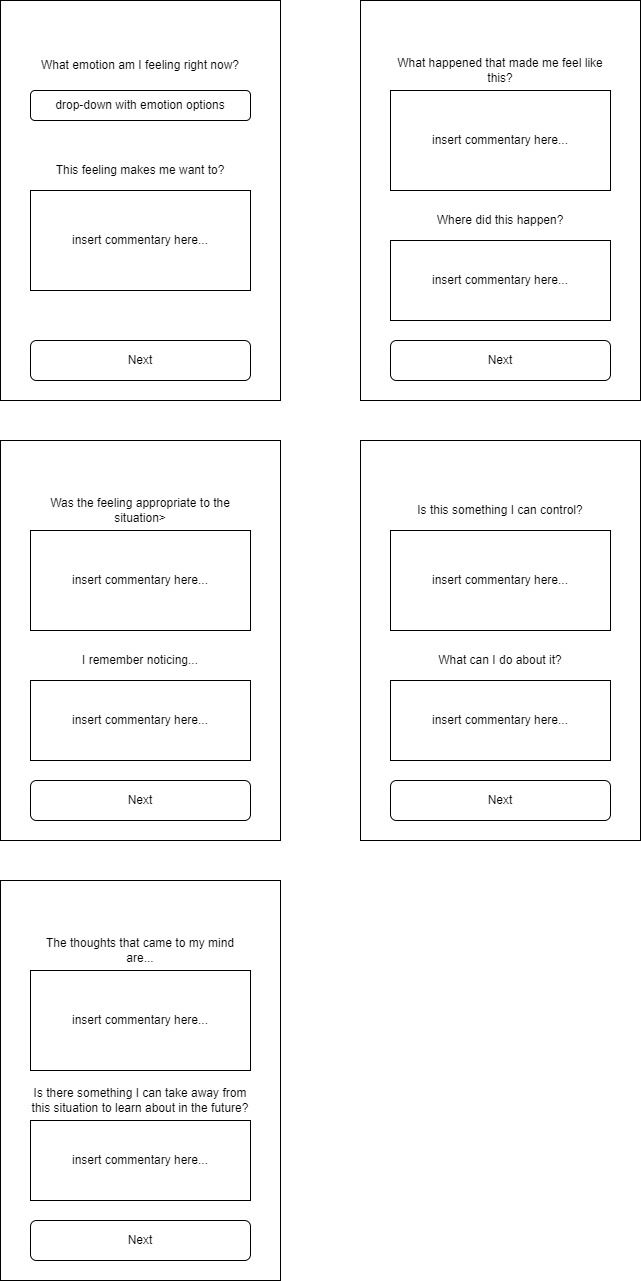 What emotion am I feeling right now?
drop-down with emotion options
This feeling makes me want to?
insert commentary here...
Next
What happened that made me feel like
this?
insert commentary here...
Where did this happen?
insert commentary here...
Next
Was the feeling appropriate to the
situation>
insert commentary here...
I remember noticing...
insert commentary here...
Next
Is this something I can control?
insert commentary here...
What can I do about it?
insert commentary here...
Next
The thoughts that came to my mind
are...
insert commentary here...
Is there something I can take away from
this situation to learn about in the future?
insert commentary here...
Next